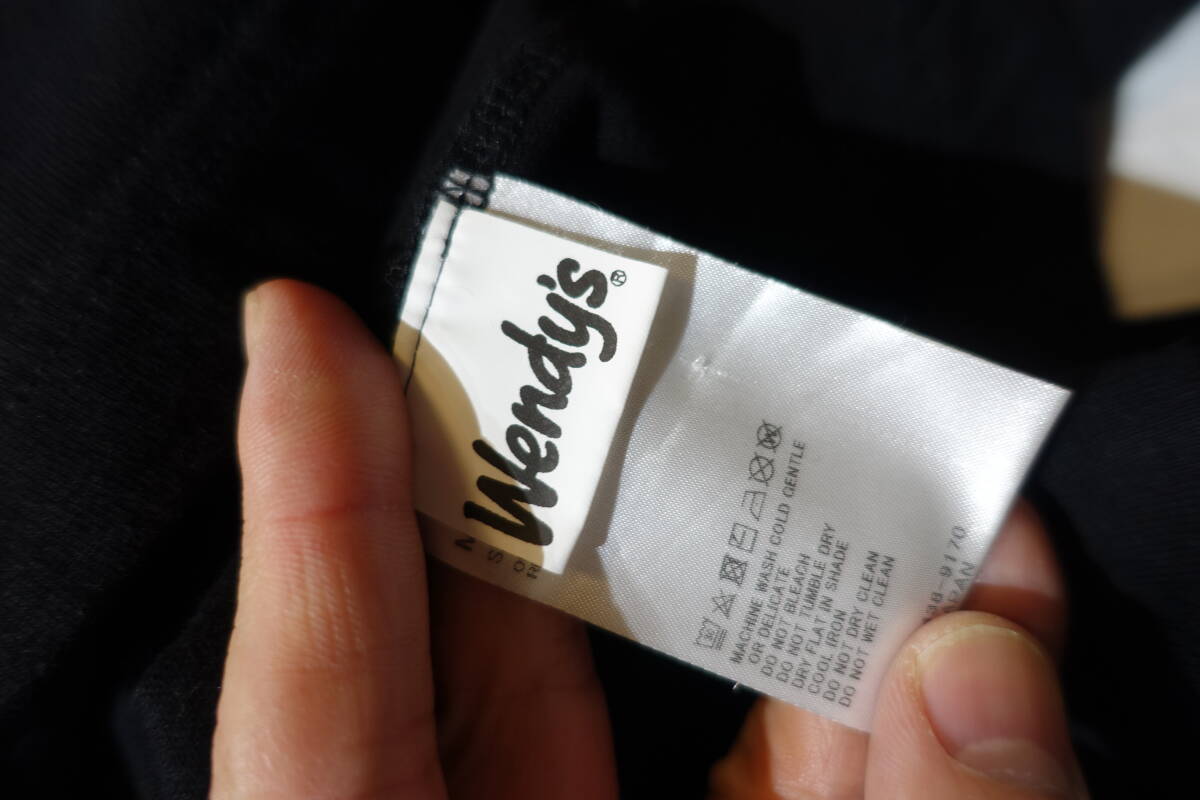 Wendy's®
MACHINE WASH COLD GENTLE
OR DELICATE
DO NOT BLEACH
DO NOT TUMBLE DRY
DRY FLAT IN SHADE
COOL IRON
DO NOT DRY CLEAN
DO NOT WET CLEAN